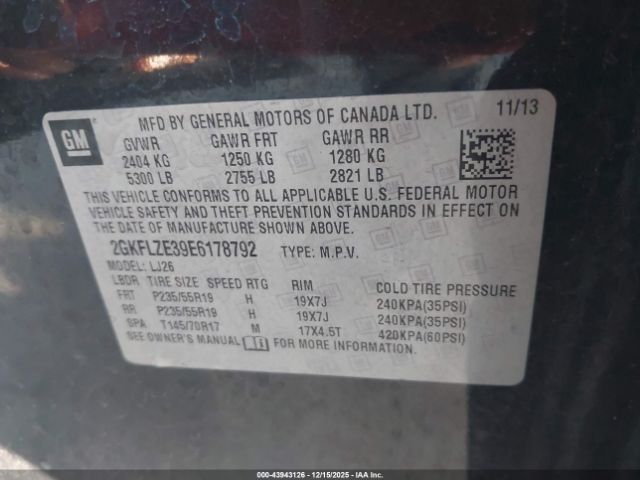 GM
MFD BY GENERAL MOTORS OF CANADA LTD. 11/13
GVWR GAWR FRT GAWR RR
2404 KG 1250 KG 1280 KG
5300 LB 2755 LB 2821 LB
THIS VEHICLE CONFORMS TO ALL APPLICABLE U.S. FEDERAL MOTOR
VEHICLE SAFETY AND THEFT PREVENTION STANDARDS IN EFFECT ON
THE DATE OF MANUFACTURE SHOWN ABOVE.
2GKFLZE39E6178792 TYPE: M.P.V.
MODEL: LJ26
LBDR TIRE SIZE SPEED RTG RIM COLD TIRE PRESSURE
FRT P235/55R19 H 19X7J 240KPA(35PSI)
RR P235/55R19 H 19X7J 240KPA(35PSI)
SPA T145/70R17 M 17X4.5T 420KPA(60PSI)
SEE OWNER'S MANUAL FOR MORE INFORMATION.
000-43943126 - 12/15/2025 - IAA Inc.